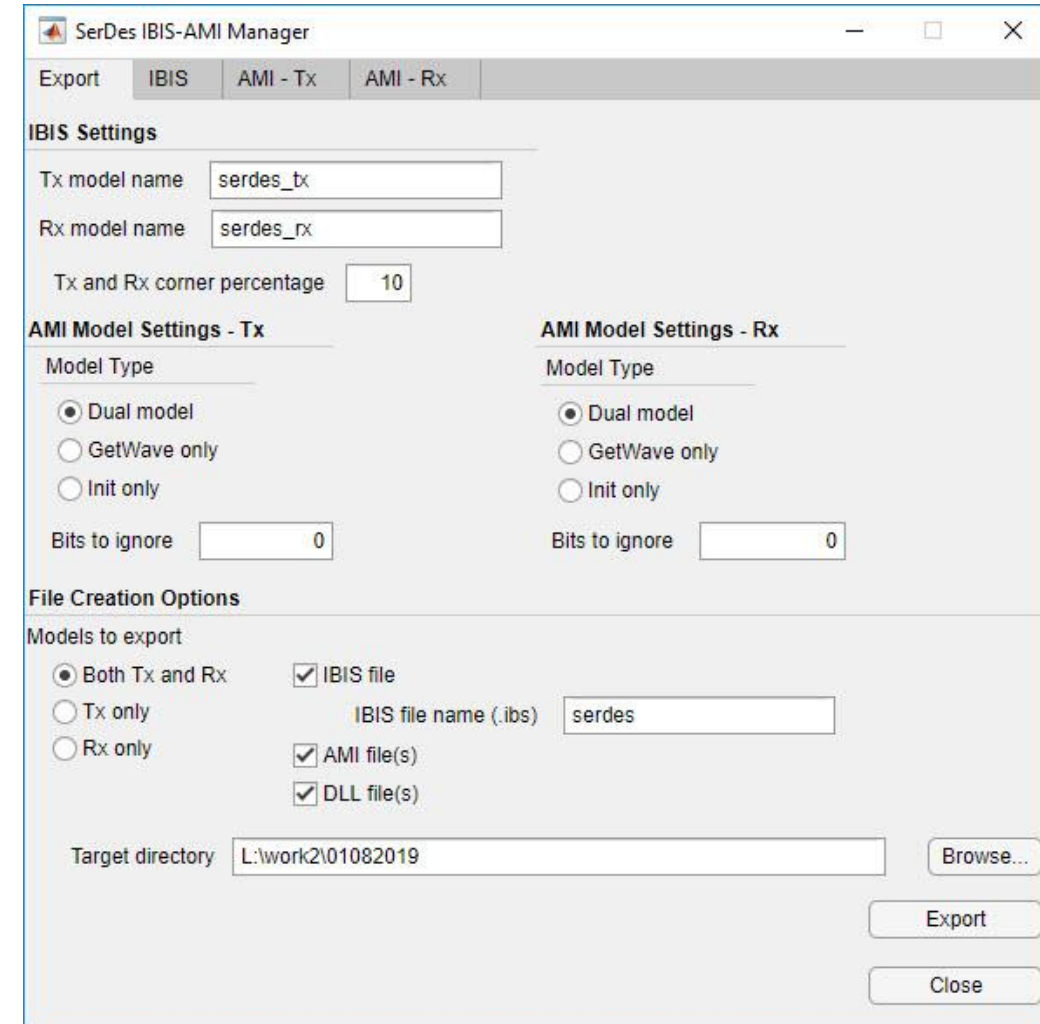 SerDes IBIS-AMI Manager
Export IBIS AMI - Tx AMI - Rx
IBIS Settings
Tx model name serdes_tx
Rx model name serdes_rx
Tx and Rx corner percentage 10
AMI Model Settings - Tx
Model Type
Dual model
GetWave only
Init only
Bits to ignore 0
AMI Model Settings - Rx
Model Type
Dual model
GetWave only
Init only
Bits to ignore 0
File Creation Options
Models to export
Both Tx and Rx
Tx only
Rx only
IBIS file
IBIS file name (.ibs) serdes
AMI file(s)
DLL file(s)
Target directory L:\work2\01082019 Browse...
Export
Close